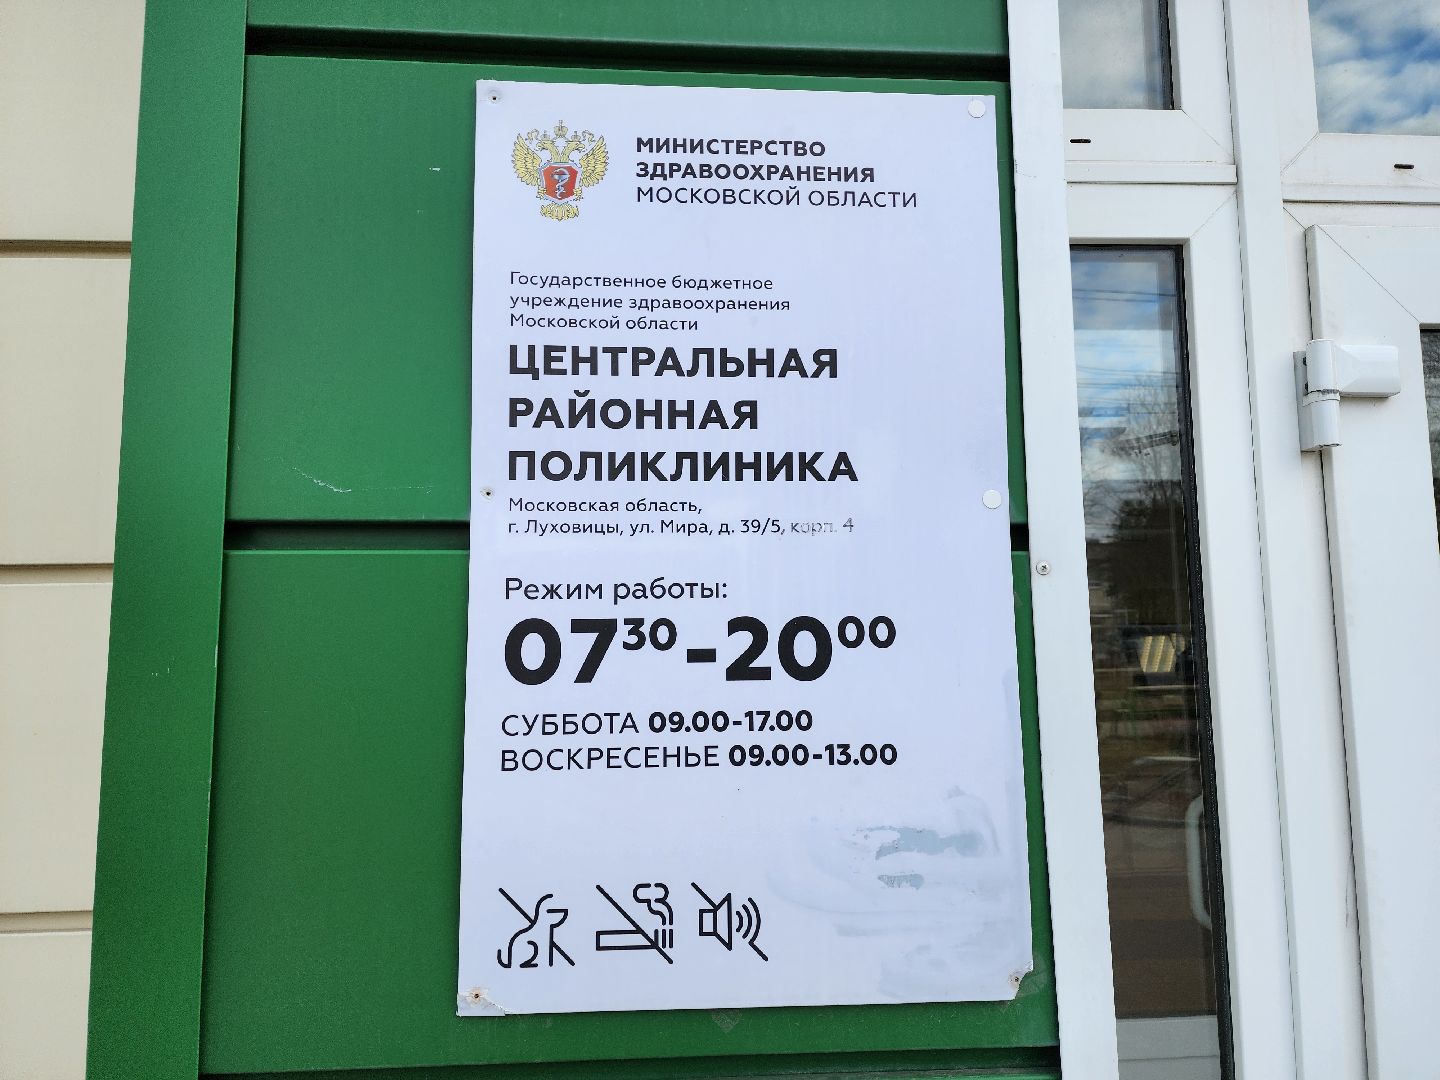 МИНИСТЕРСТВО
ЗДРАВООХРАНЕНИЯ
МОСКОВСКОЙ ОБЛАСТИ
Государственное бюджетное
учреждение здравоохранения
Московской области
ЦЕНТРАЛЬНАЯ
РАЙОННАЯ
ПОЛИКЛИНИКА
Московская область,
г. Луховицы, ул. Мира, д. 39/5, корп. 4
Режим работы:
07³⁰-20⁰⁰
СУББОТА 09.00-17.00
ВОСКРЕСЕНЬЕ 09.00-13.00